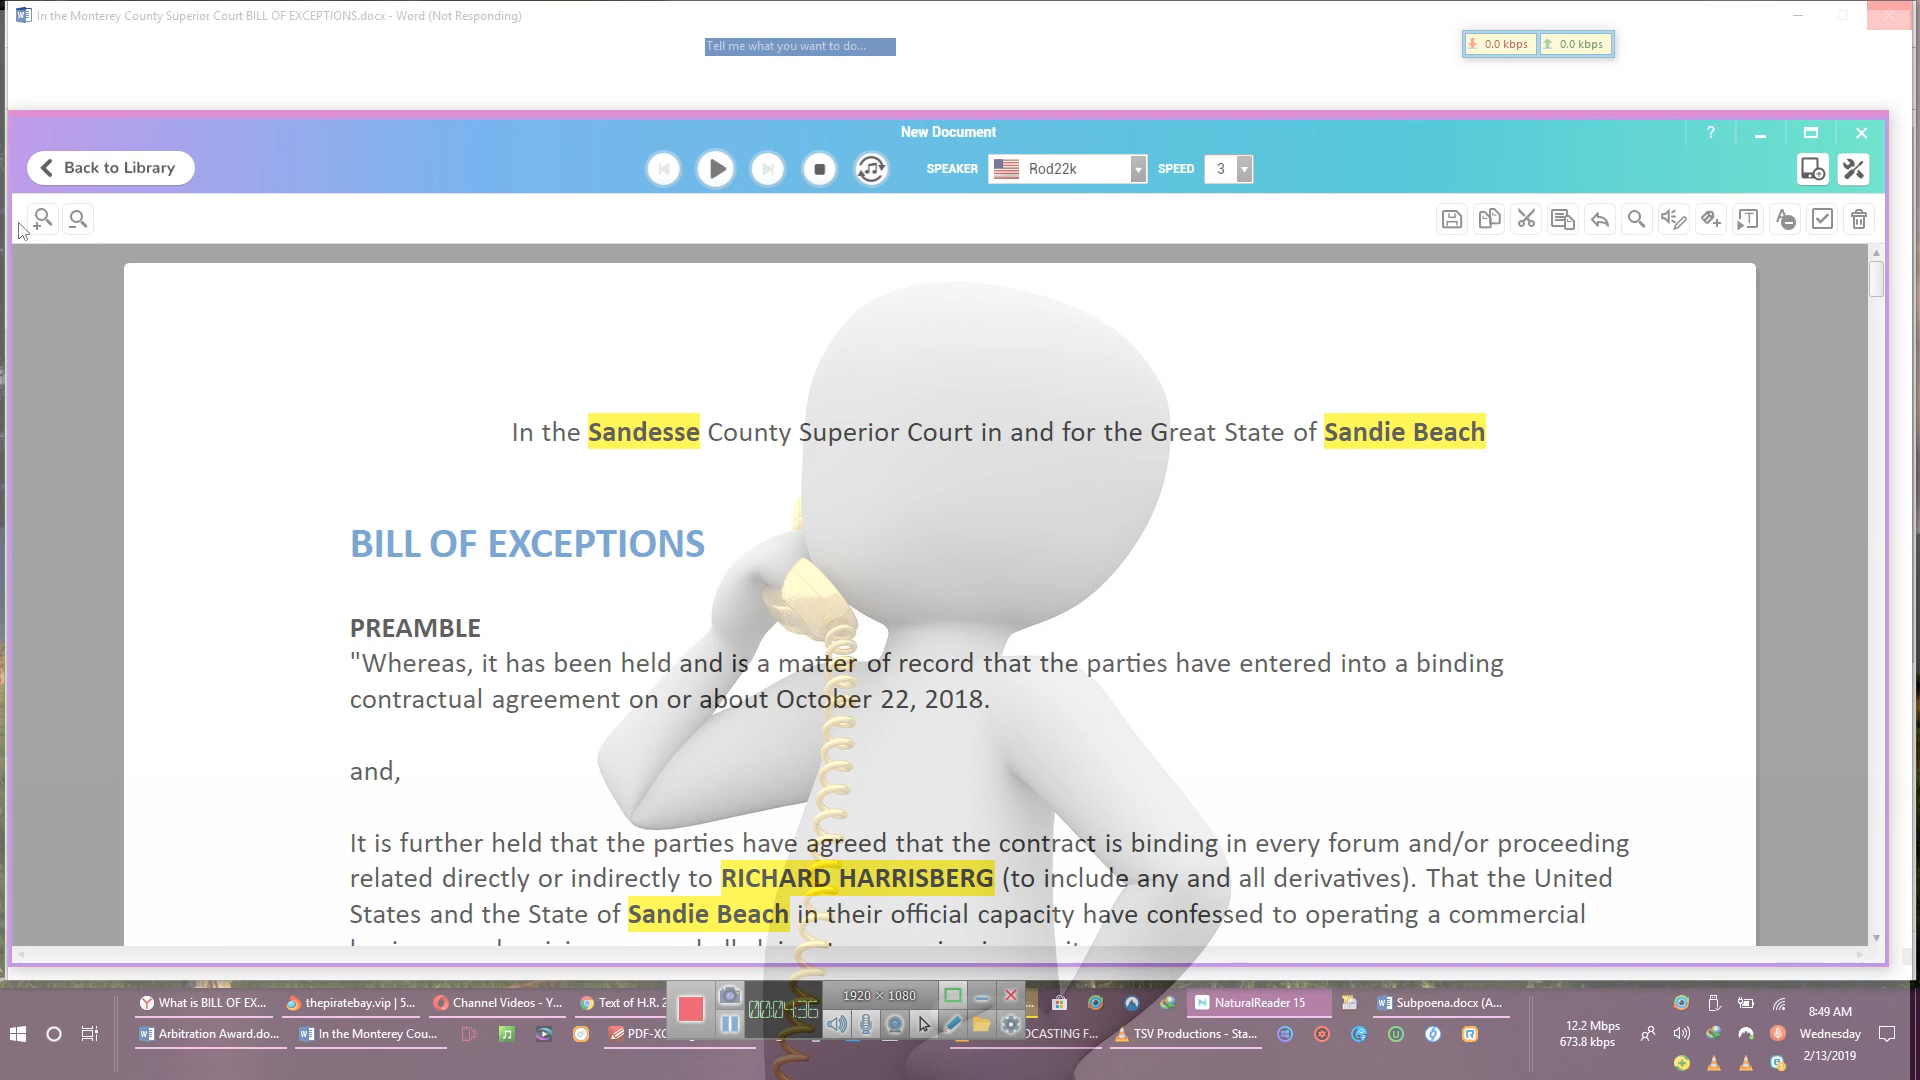 In the Monterey County Superior Court BILL OF EXCEPTIONS.docx - Word (Not Responding)
Tell me what you want to do...
0.0 kbps 0.0 kbps
New Document
?
Back to Library
SPEAKER Rod22k SPEED 3
In the Sandesse County Superior Court in and for the Great State of Sandie Beach
BILL OF EXCEPTIONS
PREAMBLE
"Whereas, it has been held and is a matter of record that the parties have entered into a binding
contractual agreement on or about October 22, 2018.
and,
It is further held that the parties have agreed that the contract is binding in every forum and/or proceeding
related directly or indirectly to RICHARD HARRISBERG (to include any and all derivatives). That the United
States and the State of Sandie Beach in their official capacity have confessed to operating a commercial
What is BILL OF EX...
thepiratebay.vip | 5...
Channel Videos - Y...
Text of H.R. 2
000:04:36
1920 × 1080
NaturalReader 15
Subpoena.docx (A...
Arbitration Award.do...
In the Monterey Cou...
PDF-XC
OCASTING F...
TSV Productions - Sta...
12.2 Mbps
673.8 kbps
8:49 AM
Wednesday
2/13/2019